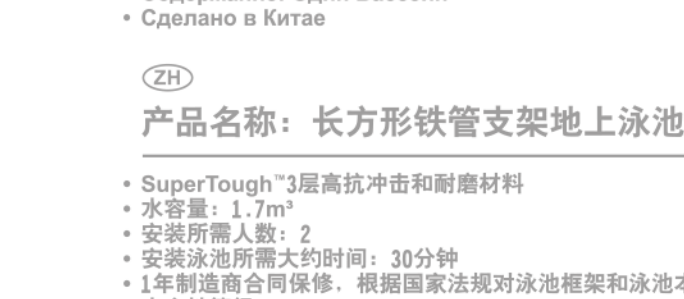 • Сделано в Китае
ZH
产品名称：长方形铁管支架地上泳池
• SuperTough™3层高抗冲击和耐磨材料
• 水容量：1.7m³
• 安装所需人数：2
• 安装泳池所需大约时间：30分钟
• 1年制造商合同保修．根据国家法规对泳池框架和泳池本